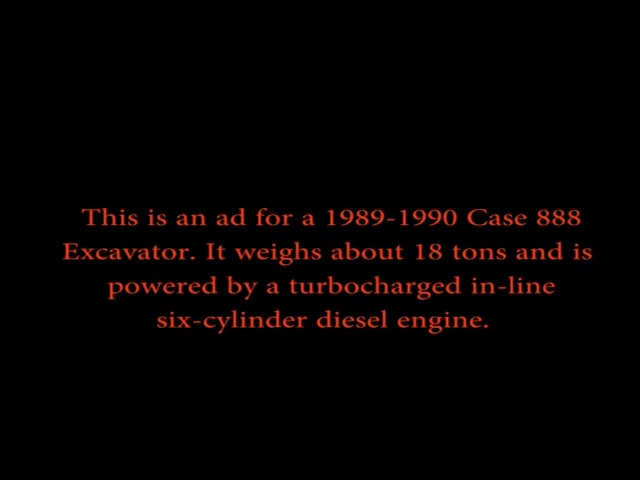 This is an ad for a 1989-1990 Case 888
Excavator. It weighs about 18 tons and is
powered by a turbocharged in-line
six-cylinder diesel engine.